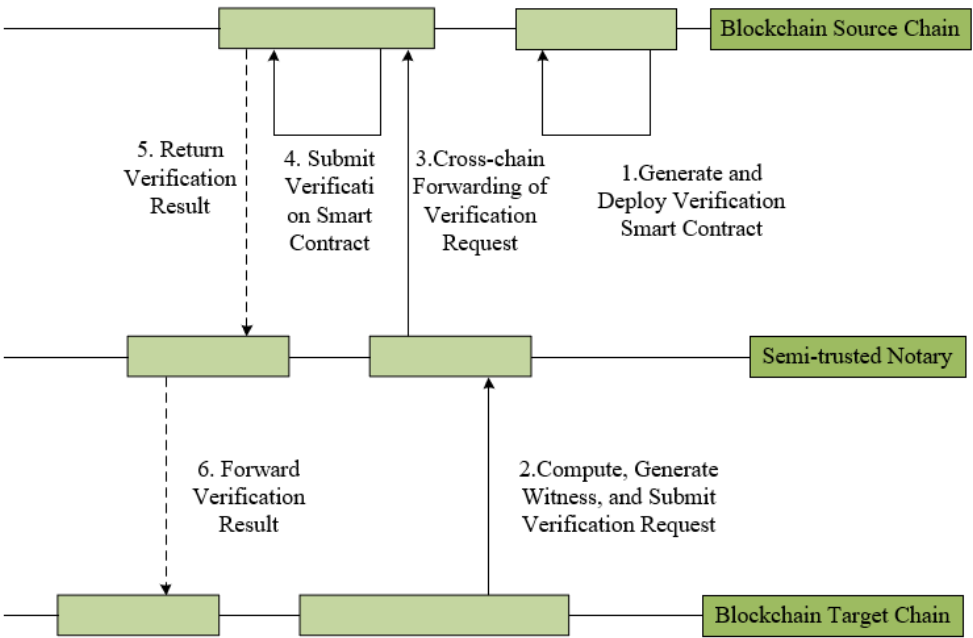 Blockchain Source Chain
5. Return
Verification
Result
4. Submit
Verificati
on Smart
Contract
3.Cross-chain
Forwarding of
Verification
Request
1.Generate and
Deploy Verification
Smart Contract
Semi-trusted Notary
6. Forward
Verification
Result
2.Compute, Generate
Witness, and Submit
Verification Request
Blockchain Target Chain